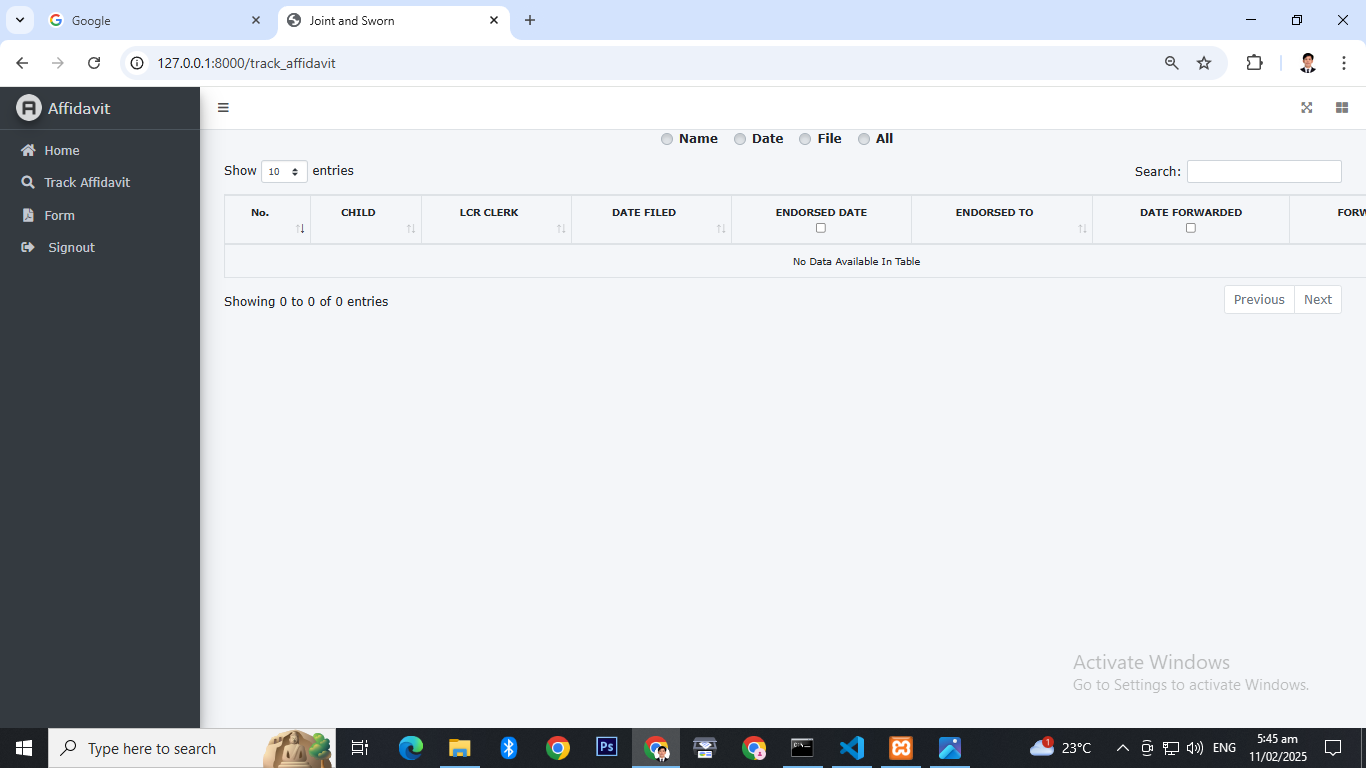 Google
Joint and Sworn
127.0.0.1:8000/track_affidavit
Affidavit
Home
Track Affidavit
Form
Signout
Name Date File All
Show 10 entries
Search:
No. CHILD LCR CLERK DATE FILED ENDORSED DATE ENDORSED TO DATE FORWARDED FORW
No Data Available In Table
Showing 0 to 0 of 0 entries
Previous Next
Activate Windows
Go to Settings to activate Windows.
Type here to search
Ps
1
23°C
ENG
5:45 am
11/02/2025